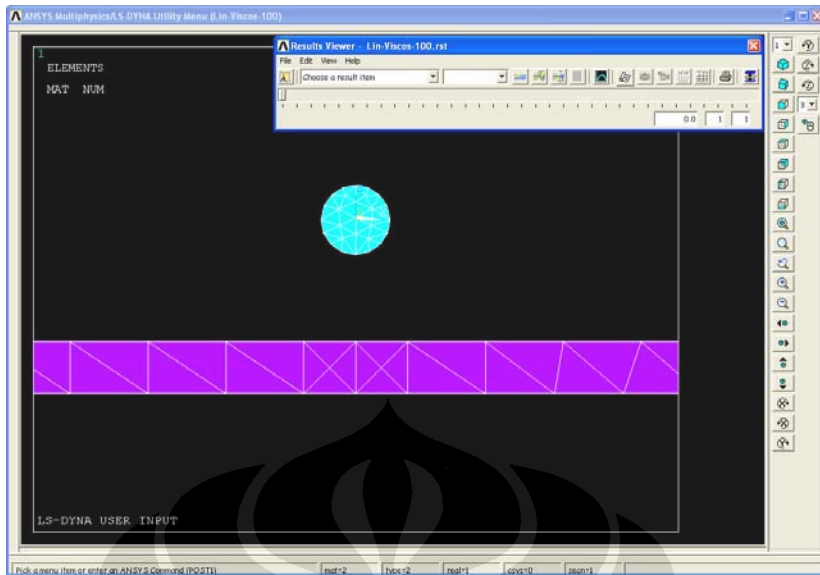 ANSYS Multiphysics/LS-DYNA Utility Menu (Lin-Viscos-100)
Results Viewer - Lin-Viscos-100.rst
File Edit View Help
Choose a result item
0.0 1 1
1
ELEMENTS
MAT NUM
LS-DYNA USER INPUT
1
3
Pick a menu item or enter an ANSYS Command (POST1)
mat=2
type=2
real=1
csys=0
secn=1